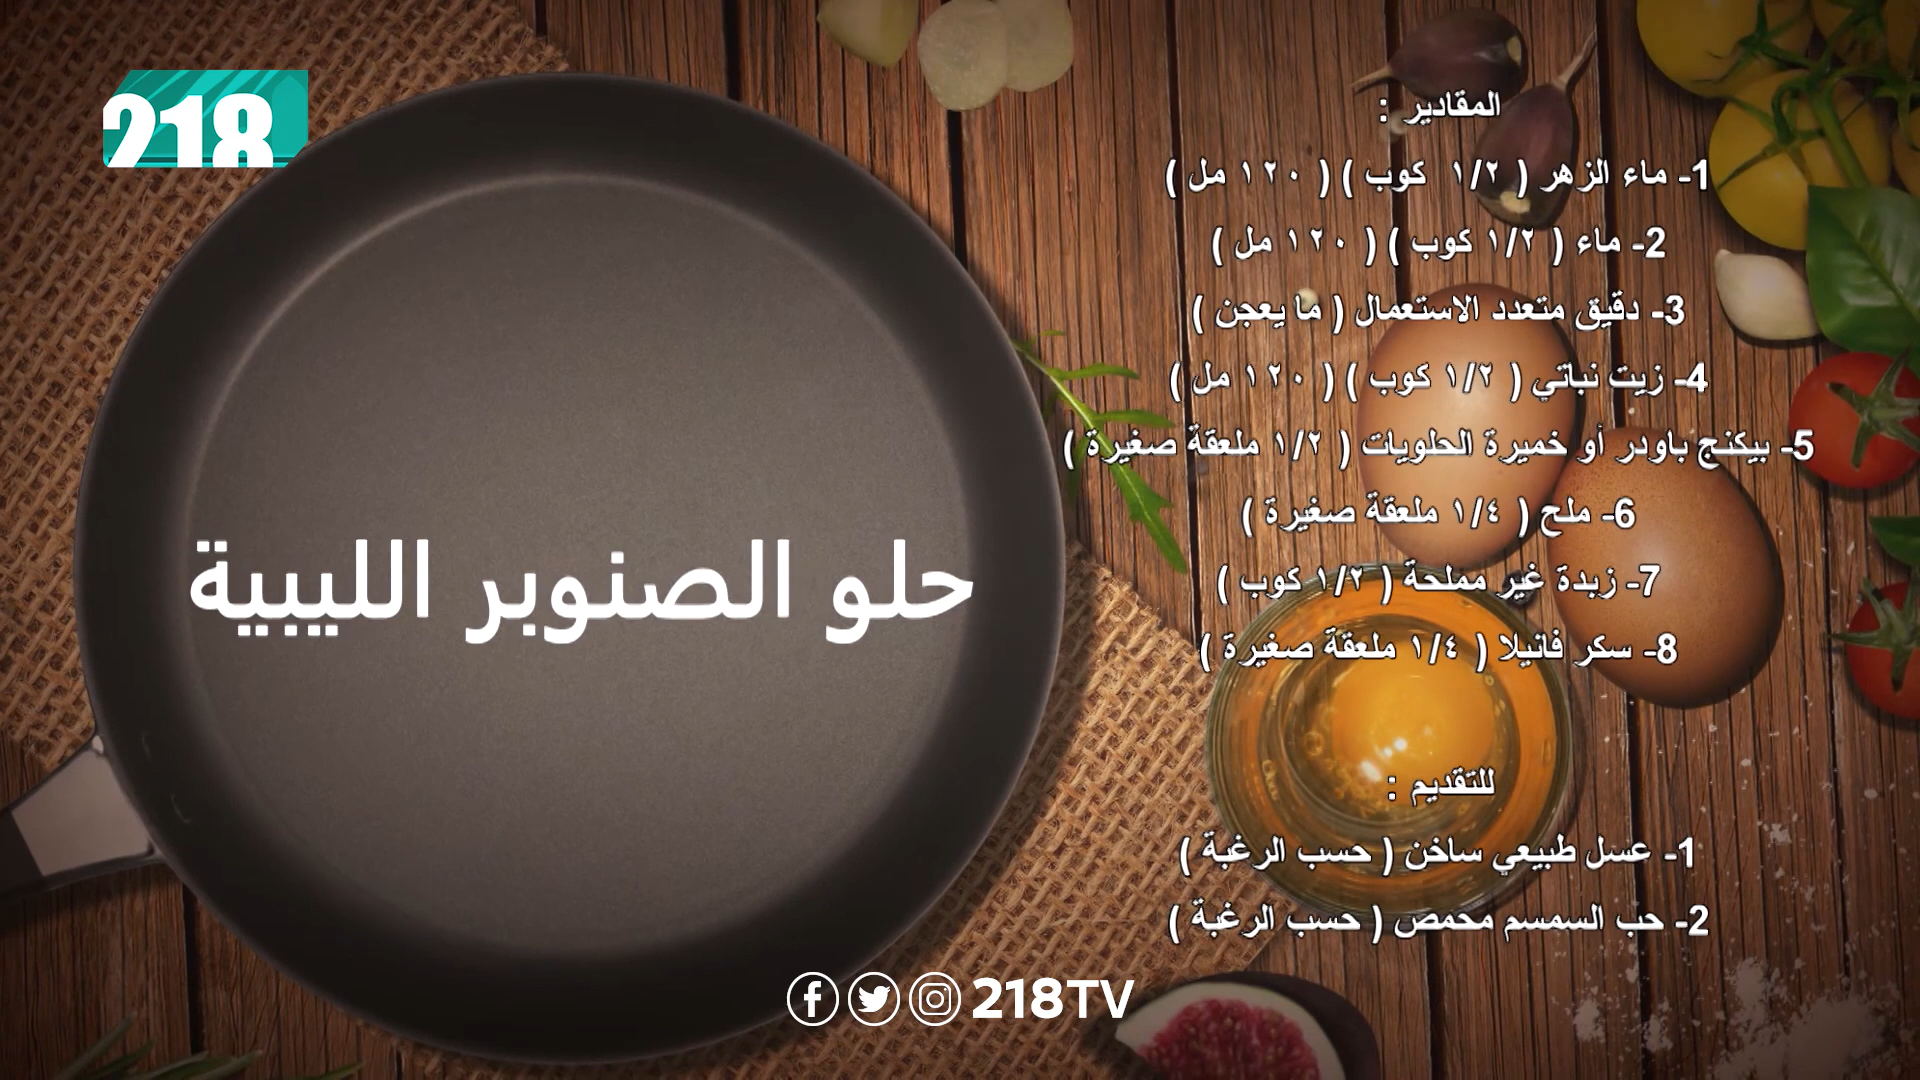 218
المقادير :
1- ماء الزهر ( ١/٢ كوب ) ( ١٢٠ مل )
2- ماء ( ١/٢ كوب ) ( ١٢٠ مل )
3- دقيق متعدد الاستعمال ( ما يعجن )
4- زيت نباتي ( ١/٢ كوب ) ( ١٢٠ مل )
5- بيكنج باودر أو خميرة الحلويات ( ١/٢ ملعقة صغيرة )
6- ملح ( ١/٤ ملعقة صغيرة )
7- زبدة غير مملحة ( ١/٢ كوب )
8- سكر فانيلا ( ١/٤ ملعقة صغيرة )
للتقديم :
1- عسل طبيعي ساخن ( حسب الرغبة )
2- حب السمسم محمص ( حسب الرغبة )
حلو الصنوبر الليبية
218TV